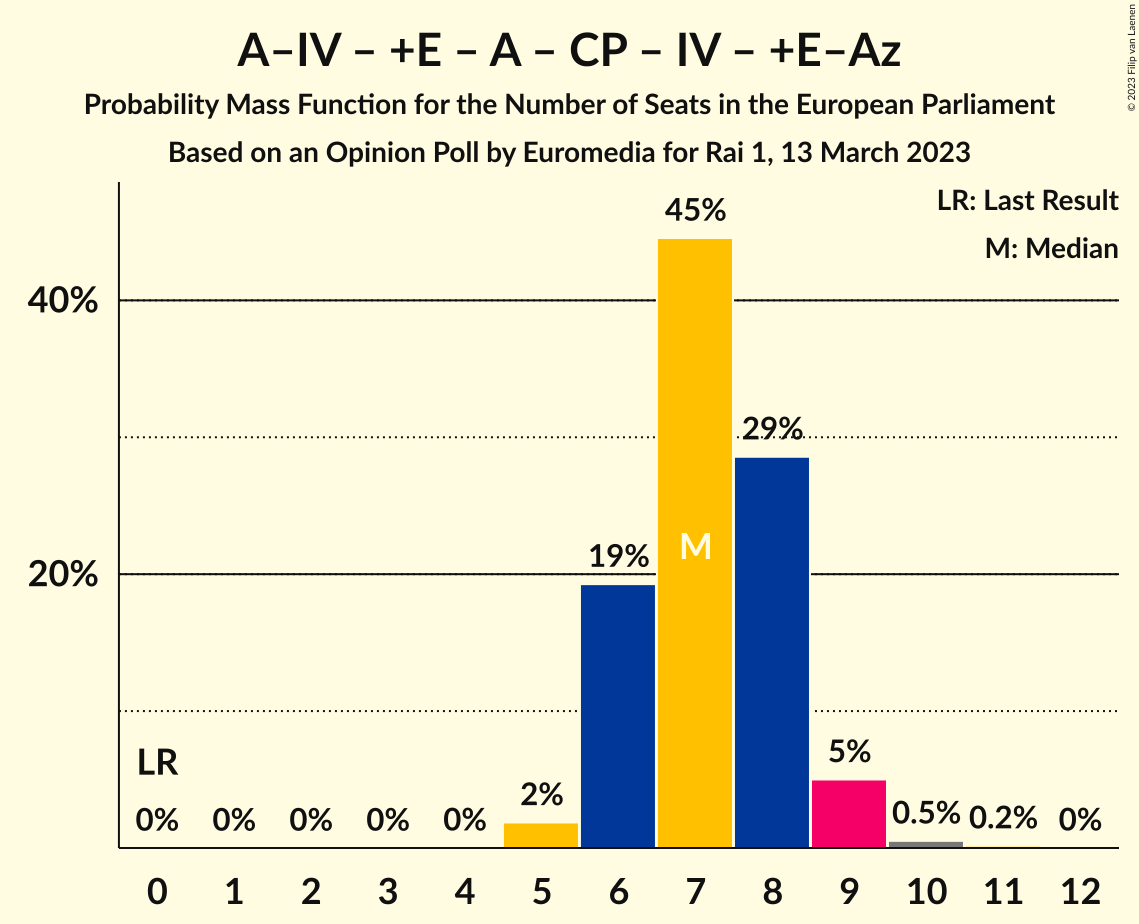 A–IV – +E – A – CP – IV – +E–Az
Probability Mass Function for the Number of Seats in the European Parliament
Based on an Opinion Poll by Euromedia for Rai 1, 13 March 2023
© 2023 Filip van Laenen
LR: Last Result
M: Median
45%
40%
29%
M
19%
20%
LR
5%
2%
0% 0% 0% 0% 0% 0.5% 0.2% 0%
0 1 2 3 4 5 6 7 8 9 10 11 12